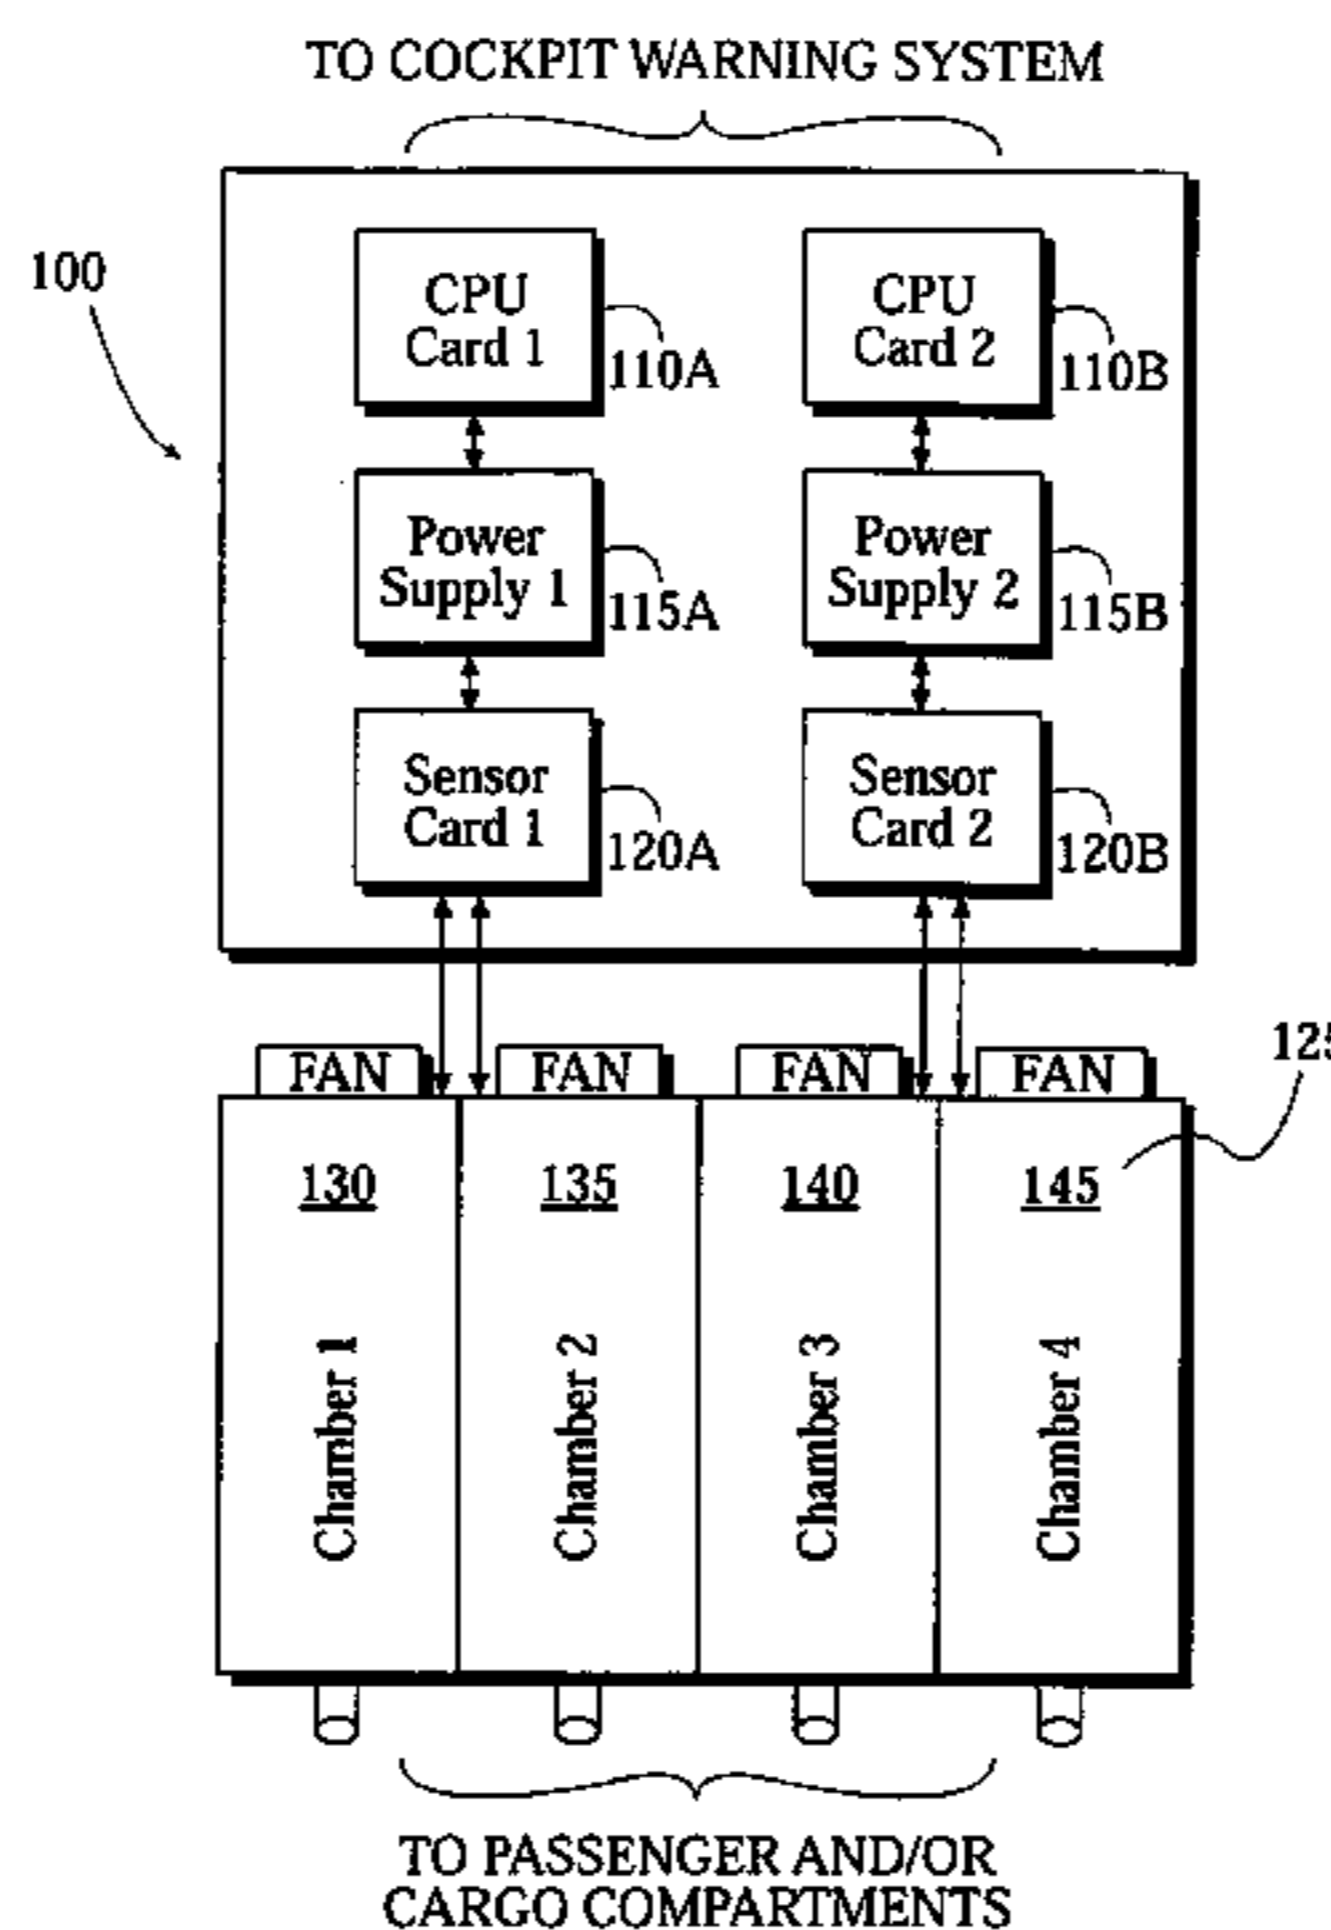 TO COCKPIT WARNING SYSTEM
100
CPU
Card 1
110A
CPU
Card 2
110B
Power
Supply 1
115A
Power
Supply 2
115B
Sensor
Card 1
120A
Sensor
Card 2
120B
FAN
FAN
FAN
FAN
125
130
135
140
145
Chamber 1
Chamber 2
Chamber 3
Chamber 4
TO PASSENGER AND/OR
CARGO COMPARTMENTS